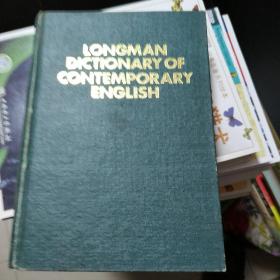 LONGMAN
DICTIONARY OF
CONTEMPORARY
ENGLISH